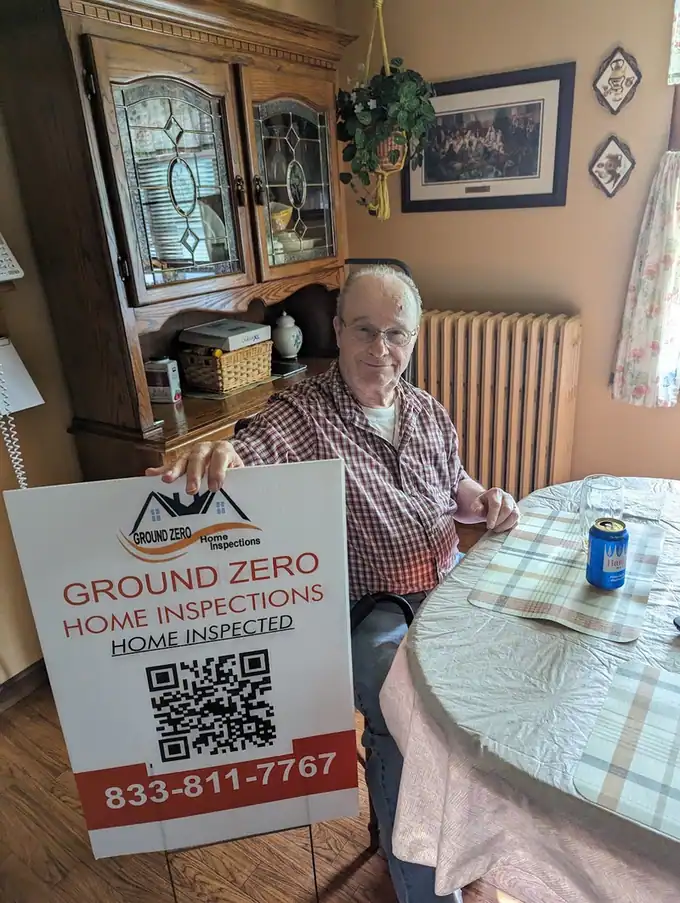 GROUND ZERO Home
Inspections
GROUND ZERO
HOME INSPECTIONS
HOME INSPECTED
833-811-7767